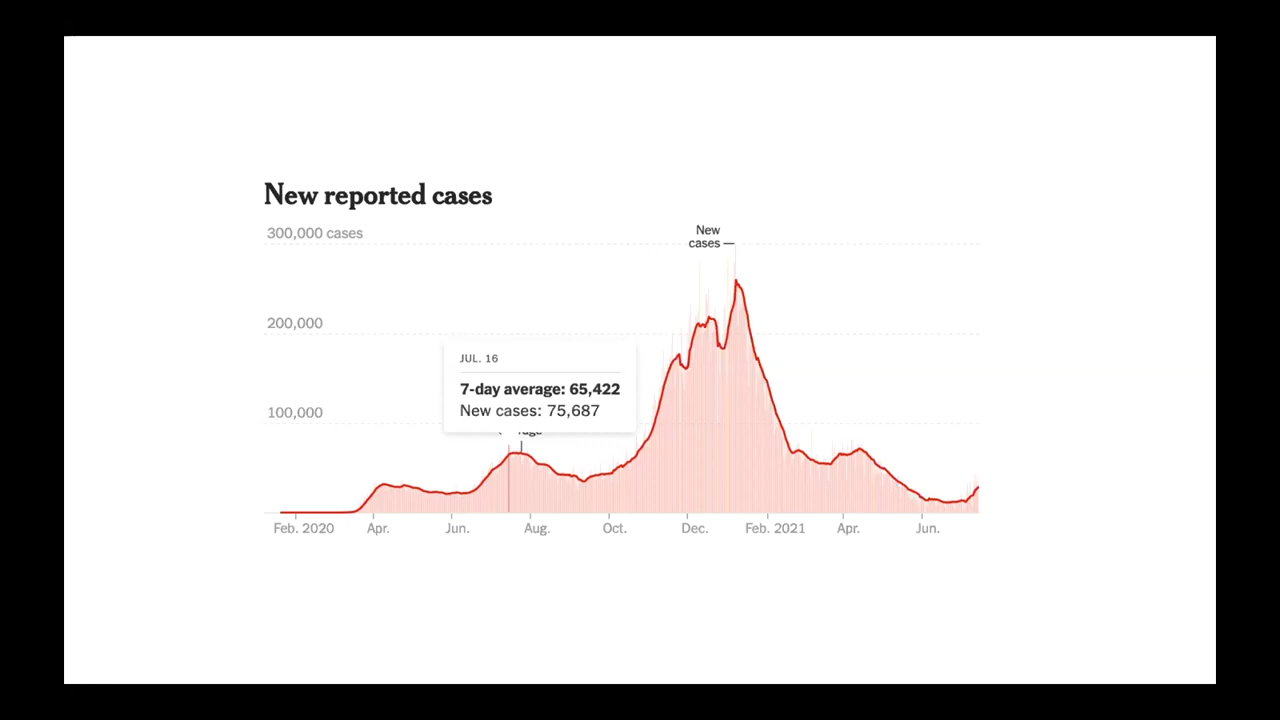 New reported cases
300,000 cases
New
cases
200,000
JUL. 16
7-day average: 65,422
New cases: 75,687
100,000
Feb. 2020 Apr. Jun. Aug. Oct. Dec. Feb. 2021 Apr. Jun.